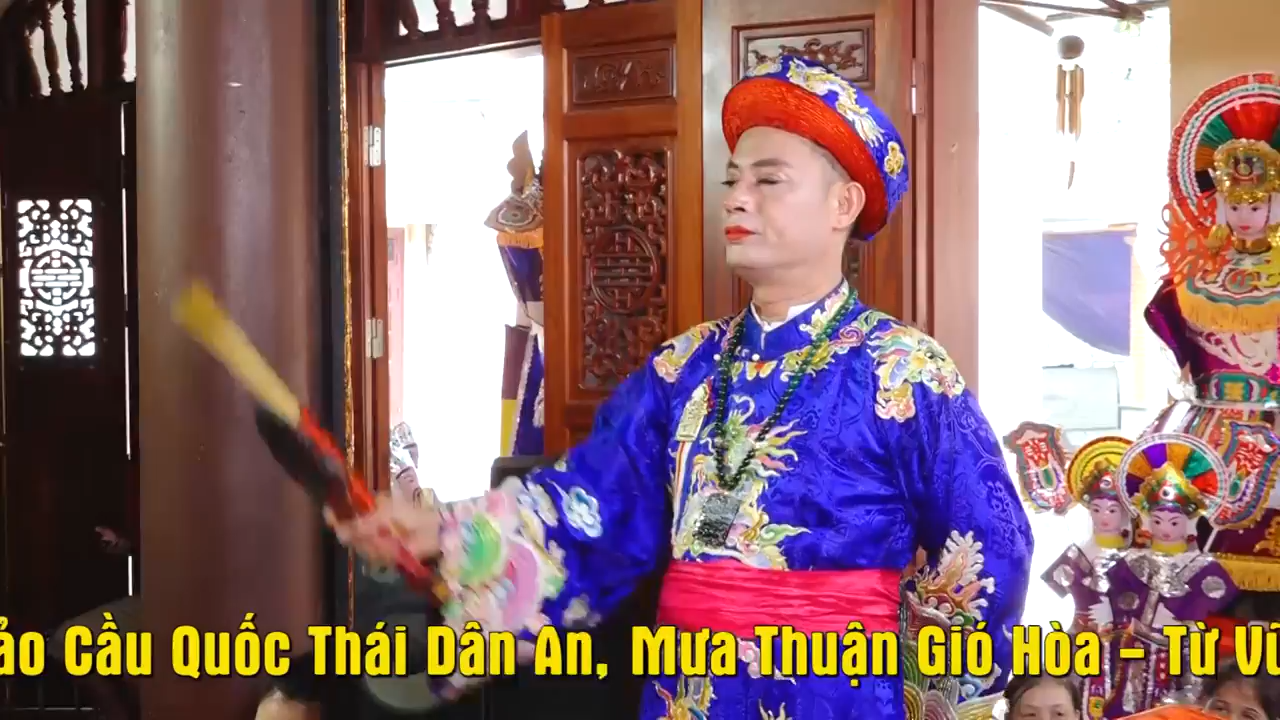 Cầu Quốc Thái Dân An, Mưa Thuận Gió Hòa - Từ